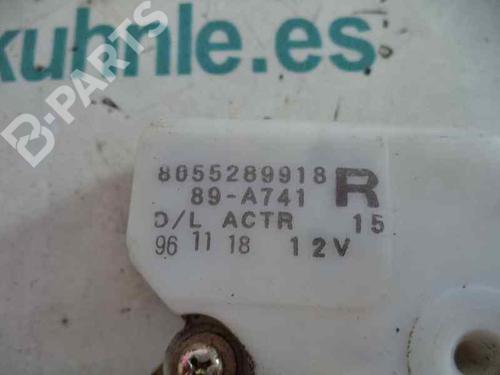 kuhnle.es
B-PARTS
8055289918 R
89-A741
D/L ACTR 15
96 11 18 12V